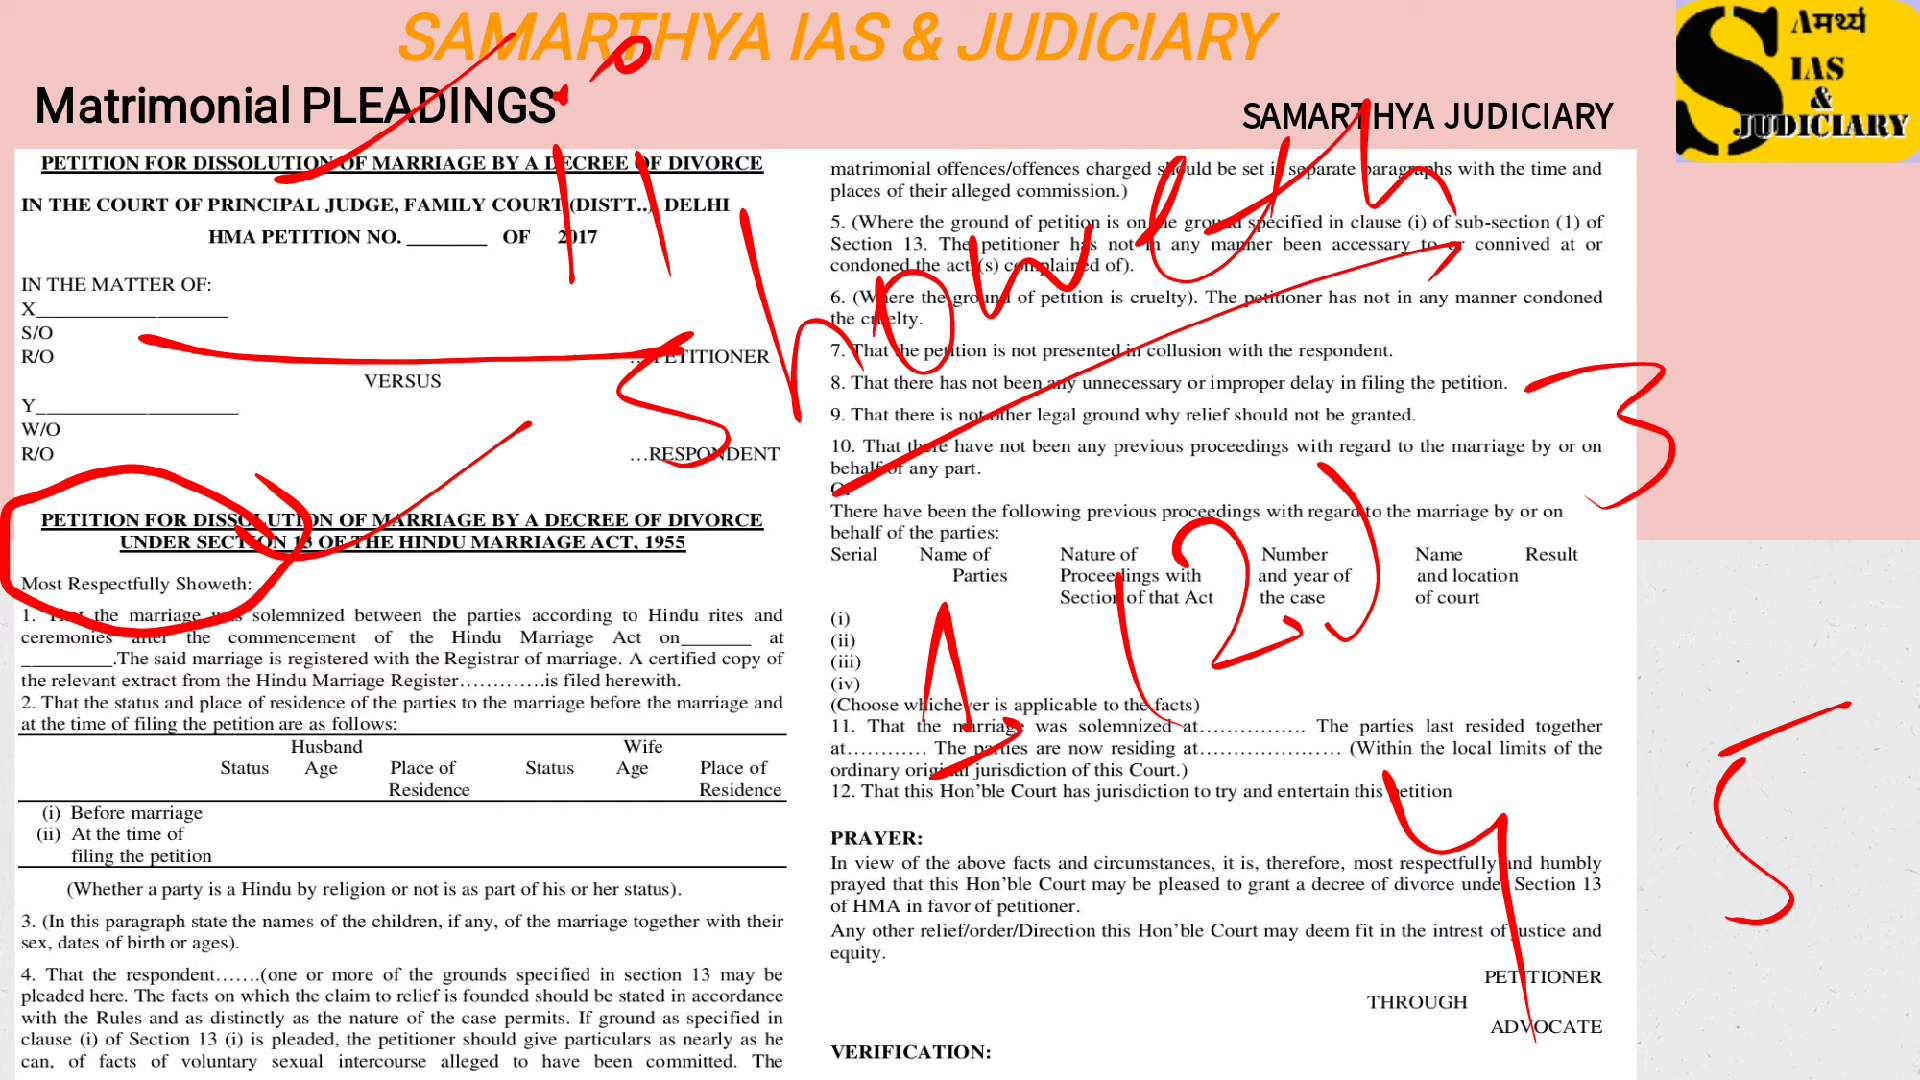 SAMARTHYA IAS & JUDICIARY
Matrimonial PLEADINGS
SAMARTHYA JUDICIARY
Aमर्थ्य
IAS
&
JUDICIARY
PETITION FOR DISSOLUTION OF MARRIAGE BY A DECREE OF DIVORCE
IN THE COURT OF PRINCIPAL JUDGE, FAMILY COURT (DISTT..) DELHI
HMA PETITION NO. ________ OF 2017
IN THE MATTER OF:
X___________________
S/O
R/O …PETITIONER
VERSUS
Y____________________
W/O
R/O …RESPONDENT
PETITION FOR DISSOLUTION OF MARRIAGE BY A DECREE OF DIVORCE
UNDER SECTION 13 OF THE HINDU MARRIAGE ACT, 1955
Most Respectfully Showeth:
1. That the marriage was solemnized between the parties according to Hindu rites and
ceremonies after the commencement of the Hindu Marriage Act on_______ at
_________.The said marriage is registered with the Registrar of marriage. A certified copy of
the relevant extract from the Hindu Marriage Register………….is filed herewith.
2. That the status and place of residence of the parties to the marriage before the marriage and
at the time of filing the petition are as follows:
Husband Wife
Status Age Place of Status Age Place of
Residence Residence
(i) Before marriage
(ii) At the time of
filing the petition
(Whether a party is a Hindu by religion or not is as part of his or her status).
3. (In this paragraph state the names of the children, if any, of the marriage together with their
sex, dates of birth or ages).
4. That the respondent…….(one or more of the grounds specified in section 13 may be
pleaded here. The facts on which the claim to relief is founded should be stated in accordance
with the Rules and as distinctly as the nature of the case permits. If ground as specified in
clause (i) of Section 13 (i) is pleaded, the petitioner should give particulars as nearly as he
can, of facts of voluntary sexual intercourse alleged to have been committed. The
matrimonial offences/offences charged should be set in separate paragraphs with the time and
places of their alleged commission.)
5. (Where the ground of petition is on the ground specified in clause (i) of sub-section (1) of
Section 13. The petitioner has not in any manner been accessary to or connived at or
condoned the act (s) complained of).
6. (Where the ground of petition is cruelty). The petitioner has not in any manner condoned
the cruelty.
7. That the petition is not presented in collusion with the respondent.
8. That there has not been any unnecessary or improper delay in filing the petition.
9. That there is not other legal ground why relief should not be granted.
10. That there have not been any previous proceedings with regard to the marriage by or on
behalf of any part.
Or
There have been the following previous proceedings with regard to the marriage by or on
behalf of the parties:
Serial Name of Nature of Number Name Result
Parties Proceedings with and year of and location
Section of that Act the case of court
(i)
(ii)
(iii)
(iv)
(Choose whichever is applicable to the facts)
11. That the marriage was solemnized at……………. The parties last resided together
at………… The parties are now residing at………………… (Within the local limits of the
ordinary original jurisdiction of this Court.)
12. That this Hon'ble Court has jurisdiction to try and entertain this petition
PRAYER:
In view of the above facts and circumstances, it is, therefore, most respectfully and humbly
prayed that this Hon'ble Court may be pleased to grant a decree of divorce under Section 13
of HMA in favor of petitioner.
Any other relief/order/Direction this Hon'ble Court may deem fit in the intrest of justice and
equity.
PETITIONER
THROUGH
ADVOCATE
VERIFICATION:
Showeth
1. (2.) 3
4 5